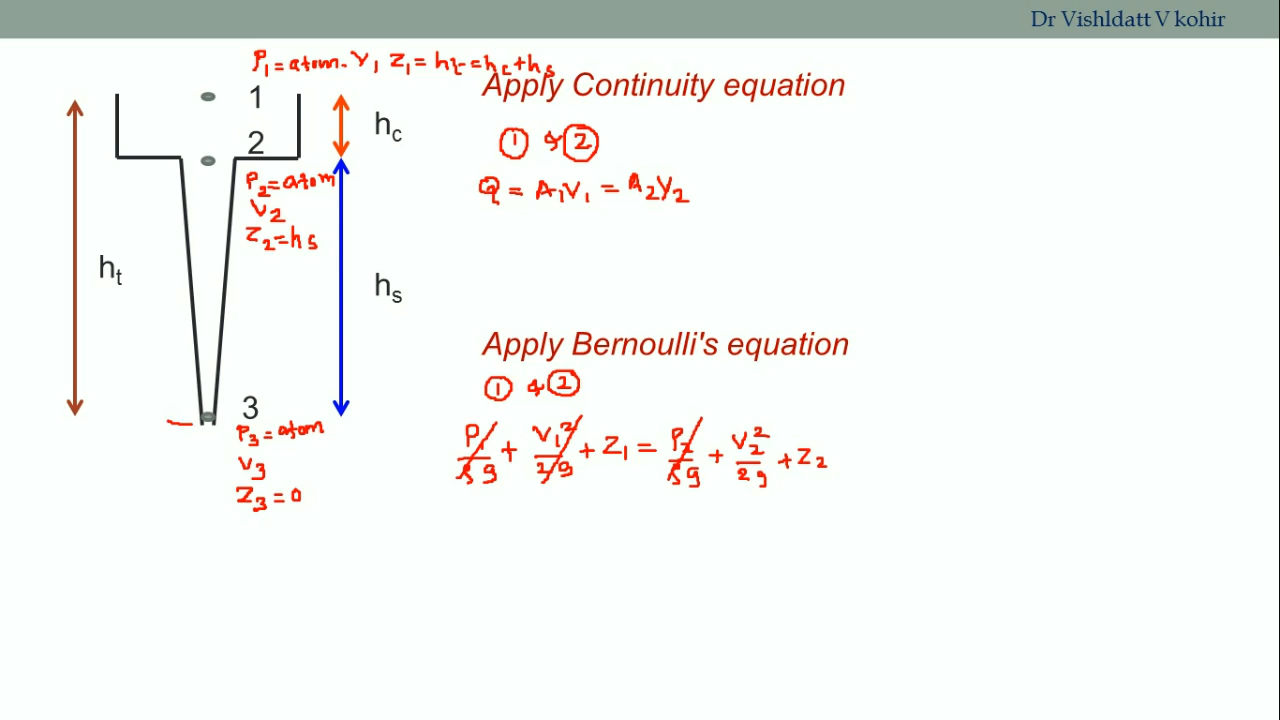 Dr Vishldatt V kohir
P₁ = atom. V₁ Z₁ = ht = hc + hs
Apply Continuity equation
1
hc
2
① & ②
P₂ = atom
V₂
Z₂ = hs
Q = A₁V₁ = A₂V₂
ht
hs
Apply Bernoulli's equation
① & ②
3
P₃ = atom
V₃
Z₃ = 0
P₁/ρg + V₁²/2g + Z₁ = P₂/ρg + V₂²/2g + Z₂